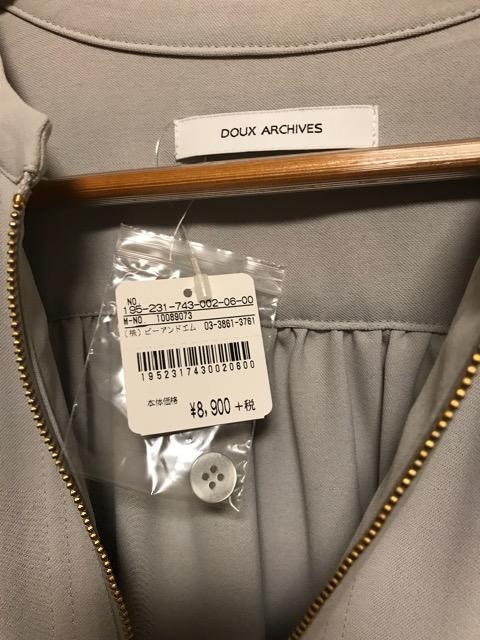 DOUX ARCHIVES
NO
195-231-743-002-06-00
M-NO 10089073
(株)ビーアンドエム 03-3861-3761
1952317430020600
本体価格 ¥8,900 +税